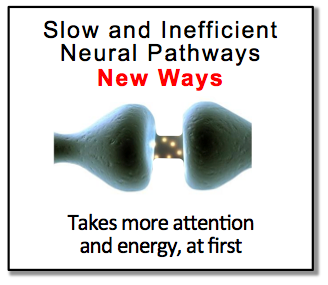 Slow and Inefficient
Neural Pathways
New Ways
Takes more attention
and energy, at first